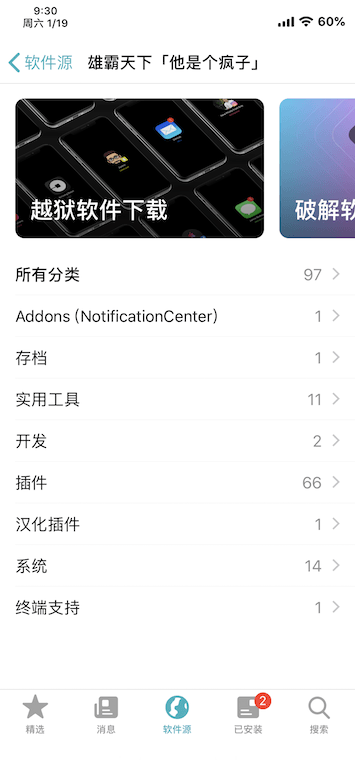 9:30
周六 1/19
60%
软件源
雄霸天下「他是个疯子」
越狱软件下载
破解软
所有分类 97
Addons (NotificationCenter) 1
存档 1
实用工具 11
开发 2
插件 66
汉化插件 1
系统 14
终端支持 1
2
精选 消息 软件源 已安装 搜索